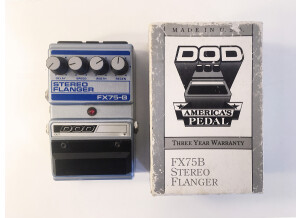 STEREO
FLANGER
FX75-B
DOD
MADE IN U
DOD
AMERICA'S
PEDAL
THREE YEAR WARRANTY
FX75B
STEREO
FLANGER